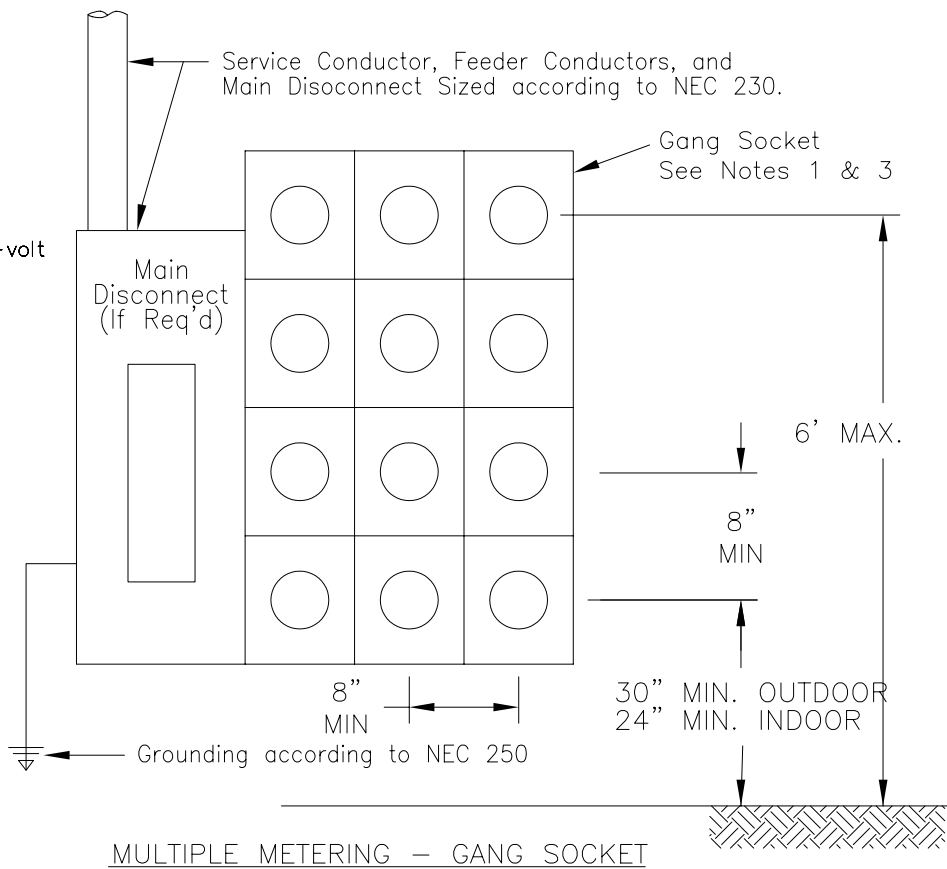 Service Conductor, Feeder Conductors, and
Main Disoconnect Sized according to NEC 230.
Gang Socket
See Notes 1 & 3
-volt
Main
Disconnect
(If Req'd)
6' MAX.
8"
MIN
8"
MIN
30" MIN. OUTDOOR
24" MIN. INDOOR
Grounding according to NEC 250
MULTIPLE METERING – GANG SOCKET